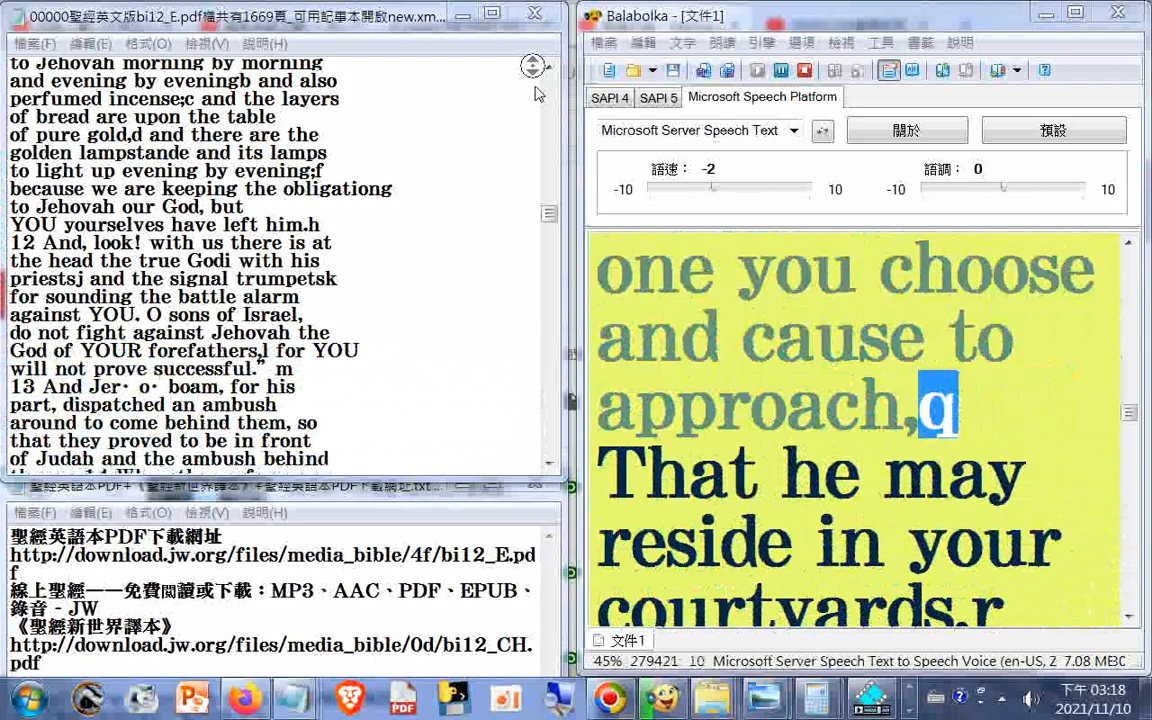 00000聖經英文版bi12_E.pdf檔共有1669頁_可用記事本開啟new.xm...
檔案(F) 編輯(E) 格式(O) 檢視(V) 說明(H)
to Jehovah morning by morning
and evening by eveningb and also
perfumed incense;c and the layers
of bread are upon the table
of pure gold,d and there are the
golden lampstande and its lamps
to light up evening by evening;f
because we are keeping the obligationg
to Jehovah our God, but
YOU yourselves have left him.h
12 And, look! with us there is at
the head the true Godi with his
priestsj and the signal trumpetsk
for sounding the battle alarm
against YOU. O sons of Israel,
do not fight against Jehovah the
God of YOUR forefathers,l for YOU
will not prove successful.” m
13 And Jer· o· boam, for his
part, dispatched an ambush
around to come behind them, so
that they proved to be in front
of Judah and the ambush behind
聖經英語本PDF+《聖經新世界譯本》+聖經英語本PDF下載網址.txt...
檔案(F) 編輯(E) 格式(O) 檢視(V) 說明(H)
聖經英語本PDF下載網址
http://download.jw.org/files/media_bible/4f/bi12_E.pd
f
線上聖經——免費閱讀或下載：MP3、AAC、PDF、EPUB、
錄音 - JW
《聖經新世界譯本》
http://download.jw.org/files/media_bible/0d/bi12_CH.
pdf
Balabolka - [文件1]
檔案 編輯 文字 朗讀 引擎 選項 檢視 工具 書籤 說明
SAPI 4 SAPI 5 Microsoft Speech Platform
Microsoft Server Speech Text 關於 預設
語速： -2 語調： 0
-10 10 -10 10
one you choose
and cause to
approach,q
That he may
reside in your
courtyards.r
文件1
45% 279421: 10 Microsoft Server Speech Text to Speech Voice (en-US, Z 7.08 MB
下午 03:18
2021/11/10